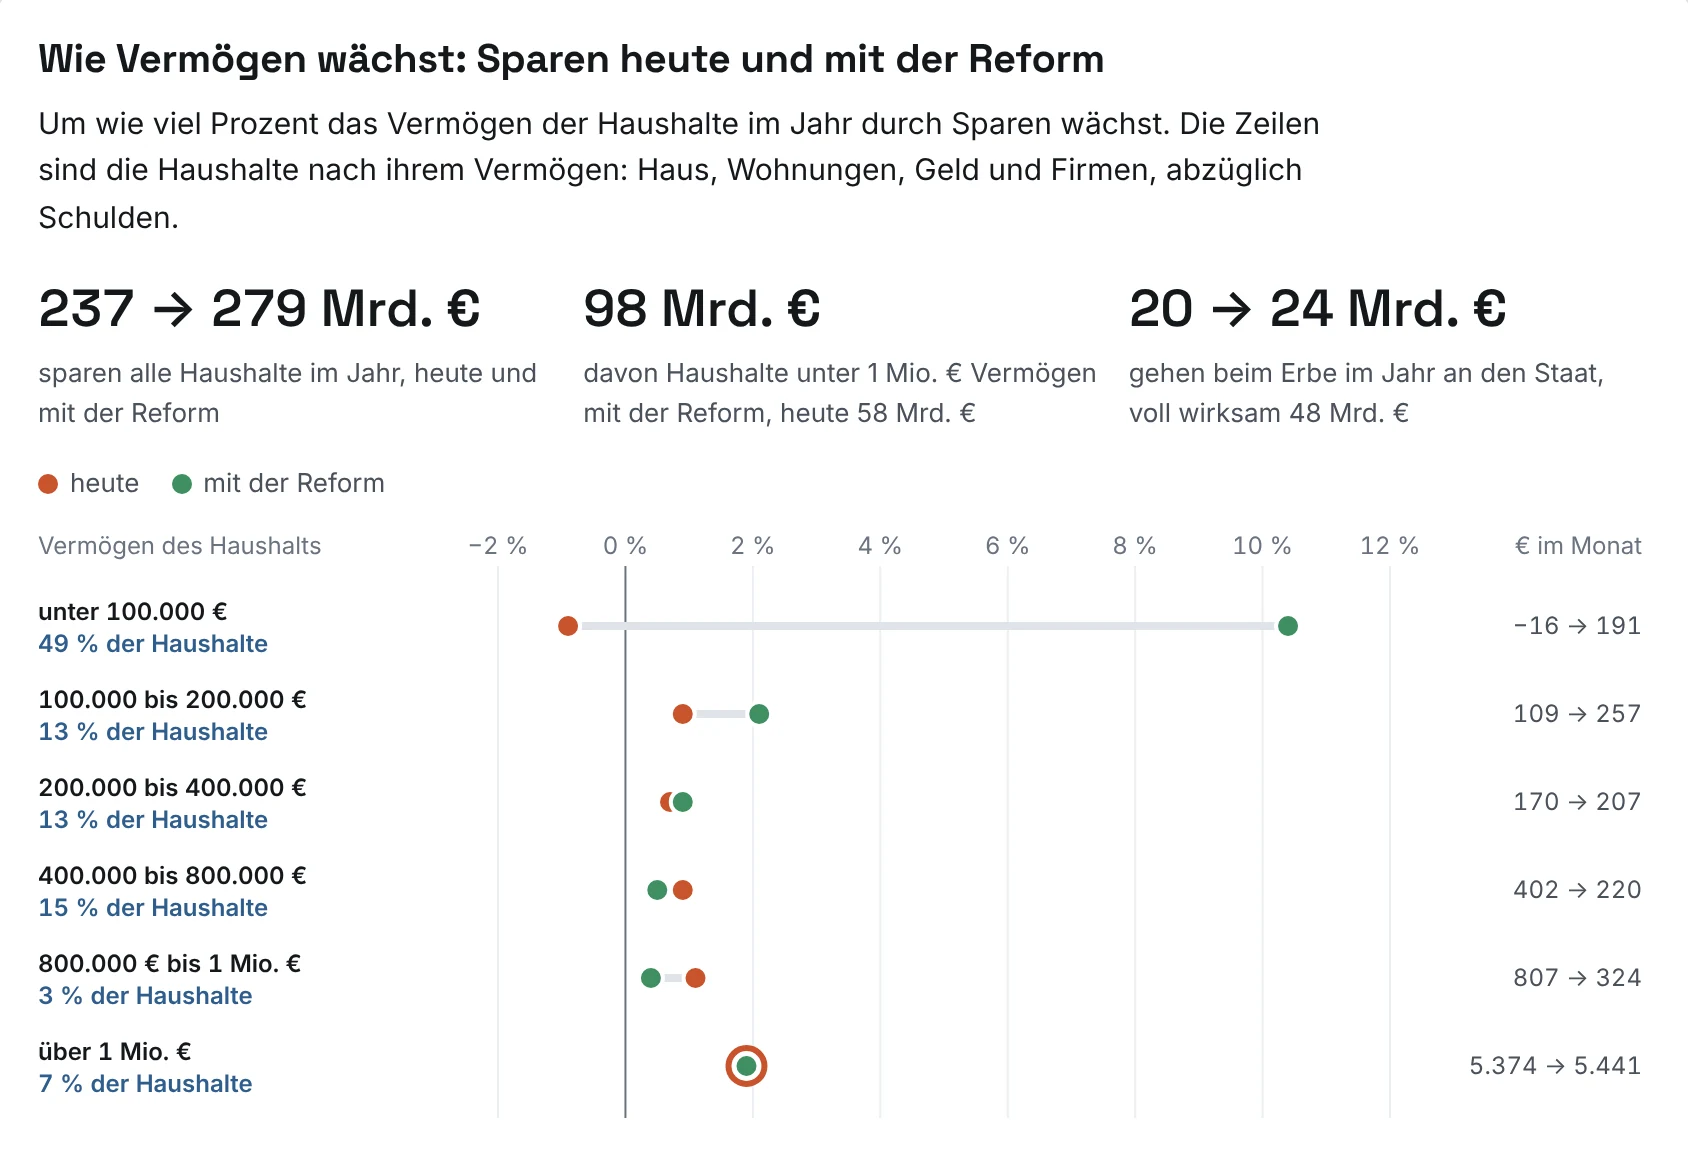 Wie Vermögen wächst: Sparen heute und mit der Reform
Um wie viel Prozent das Vermögen der Haushalte im Jahr durch Sparen wächst. Die Zeilen
sind die Haushalte nach ihrem Vermögen: Haus, Wohnungen, Geld und Firmen, abzüglich
Schulden.
237 → 279 Mrd. €
sparen alle Haushalte im Jahr, heute und
mit der Reform
98 Mrd. €
davon Haushalte unter 1 Mio. € Vermögen
mit der Reform, heute 58 Mrd. €
20 → 24 Mrd. €
gehen beim Erbe im Jahr an den Staat,
voll wirksam 48 Mrd. €
heute mit der Reform
Vermögen des Haushalts −2 % 0 % 2 % 4 % 6 % 8 % 10 % 12 % € im Monat
unter 100.000 €
49 % der Haushalte
−16 → 191
100.000 bis 200.000 €
13 % der Haushalte
109 → 257
200.000 bis 400.000 €
13 % der Haushalte
170 → 207
400.000 bis 800.000 €
15 % der Haushalte
402 → 220
800.000 € bis 1 Mio. €
3 % der Haushalte
807 → 324
über 1 Mio. €
7 % der Haushalte
5.374 → 5.441